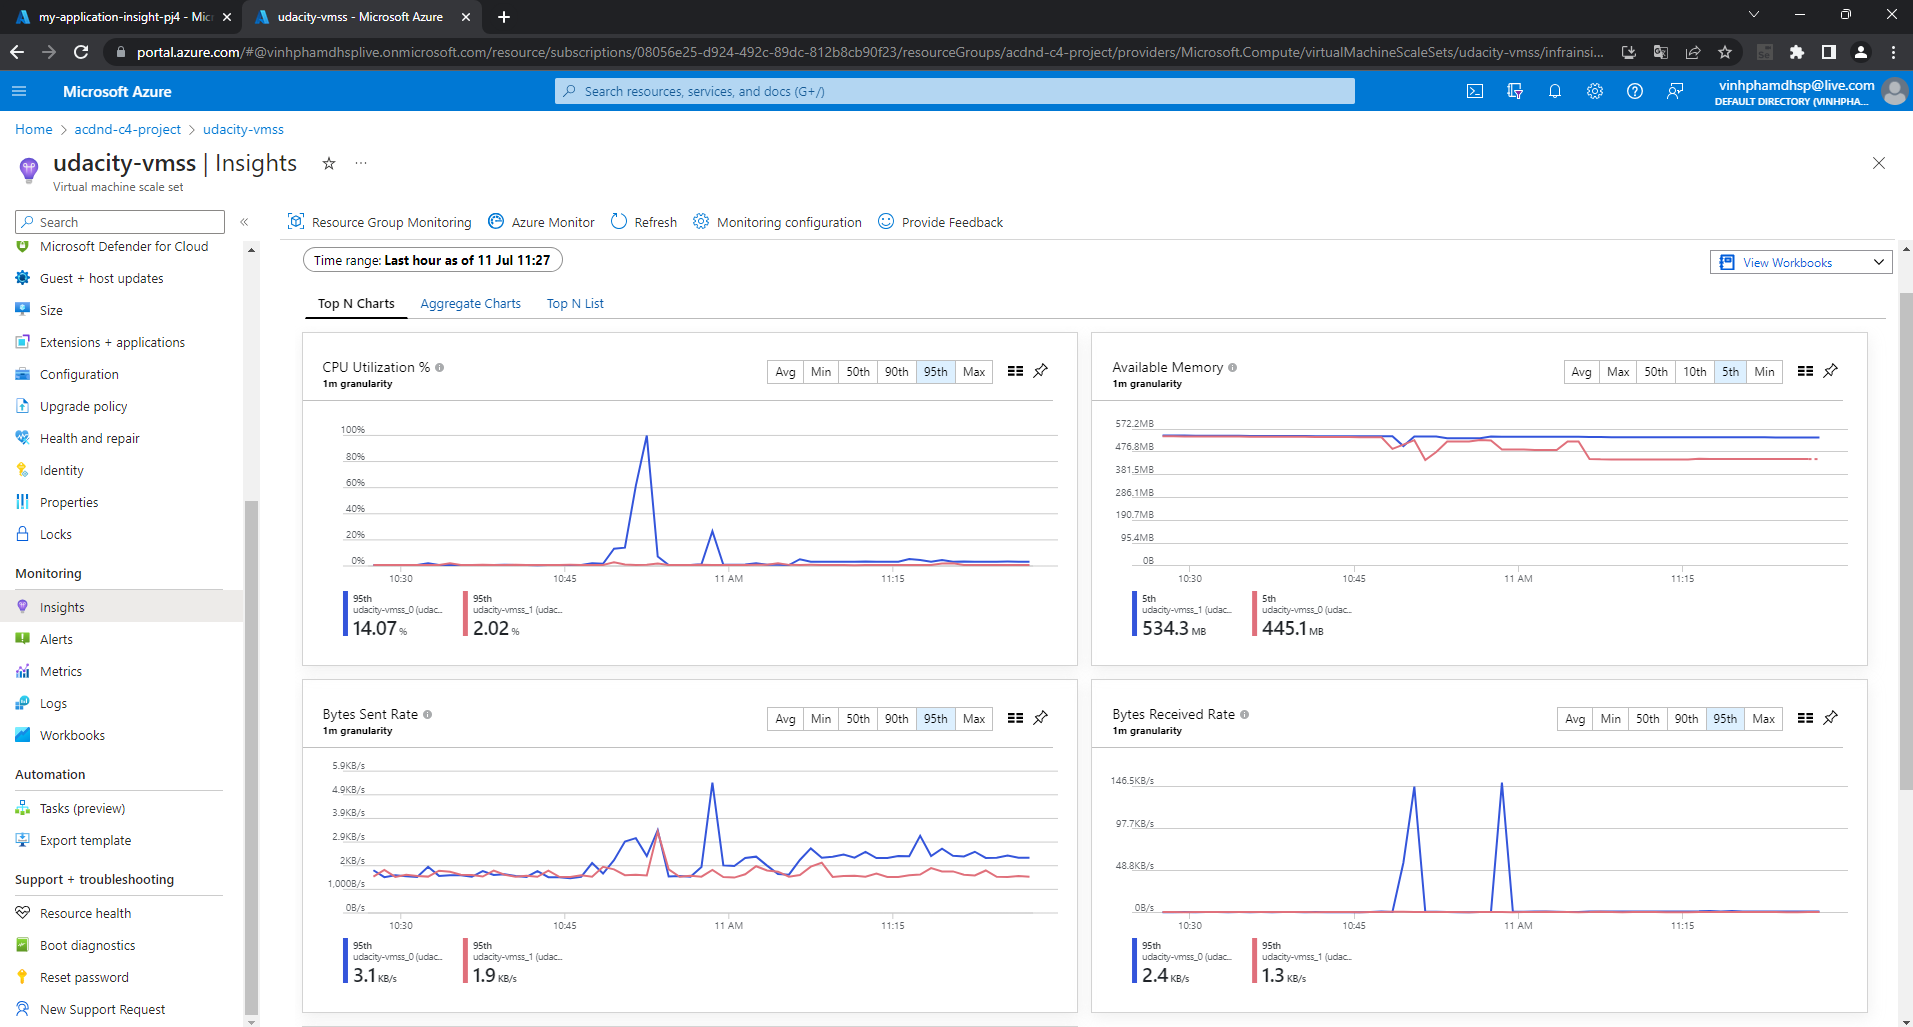 my-application-insight-pj4 - Mic
udacity-vmss - Microsoft Azure
portal.azure.com/#@vinhphamdhsplive.onmicrosoft.com/resource/subscriptions/08056e25-d924-492c-89dc-812b8cb90f23/resourceGroups/acdnd-c4-project/providers/Microsoft.Compute/virtualMachineScaleSets/udacity-vmss/infrainsi...
Microsoft Azure
Search resources, services, and docs (G+/)
vinhphamdhsp@live.com
DEFAULT DIRECTORY (VINHPHA...
Home > acdnd-c4-project > udacity-vmss
udacity-vmss | Insights
Virtual machine scale set
Search
Microsoft Defender for Cloud
Guest + host updates
Size
Extensions + applications
Configuration
Upgrade policy
Health and repair
Identity
Properties
Locks
Monitoring
Insights
Alerts
Metrics
Logs
Workbooks
Automation
Tasks (preview)
Export template
Support + troubleshooting
Resource health
Boot diagnostics
Reset password
New Support Request
Resource Group Monitoring
Azure Monitor
Refresh
Monitoring configuration
Provide Feedback
Time range: Last hour as of 11 Jul 11:27
View Workbooks
Top N Charts
Aggregate Charts
Top N List
CPU Utilization %
1m granularity
Avg Min 50th 90th 95th Max
100%
80%
60%
40%
20%
0%
10:30 10:45 11 AM 11:15
95th
udacity-vmss_0 (udac...
14.07 %
95th
udacity-vmss_1 (udac...
2.02 %
Available Memory
1m granularity
Avg Max 50th 10th 5th Min
572.2MB
476.8MB
381.5MB
286.1MB
190.7MB
95.4MB
0B
10:30 10:45 11 AM 11:15
5th
udacity-vmss_1 (udac...
534.3 MB
5th
udacity-vmss_0 (udac...
445.1 MB
Bytes Sent Rate
1m granularity
Avg Min 50th 90th 95th Max
5.9KB/s
4.9KB/s
3.9KB/s
2.9KB/s
2KB/s
1,000B/s
0B/s
10:30 10:45 11 AM 11:15
95th
udacity-vmss_0 (udac...
3.1 KB/s
95th
udacity-vmss_1 (udac...
1.9 KB/s
Bytes Received Rate
1m granularity
Avg Min 50th 90th 95th Max
146.5KB/s
97.7KB/s
48.8KB/s
0B/s
10:30 10:45 11 AM 11:15
95th
udacity-vmss_0 (udac...
2.4 KB/s
95th
udacity-vmss_1 (udac...
1.3 KB/s